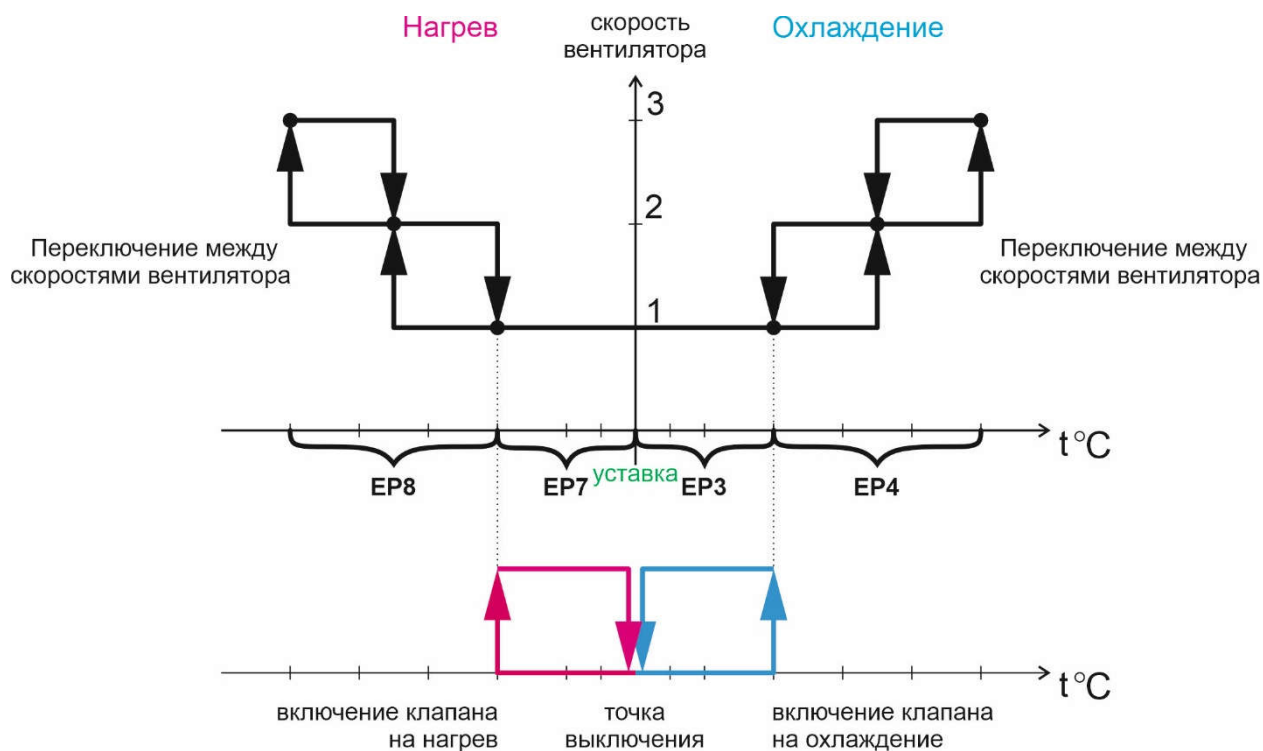 Нагрев
скорость
вентилятора
Охлаждение
3
2
1
Переключение между
скоростями вентилятора
Переключение между
скоростями вентилятора
t°C
EP8
EP7
уставка
EP3
EP4
t°C
включение клапана
на нагрев
точка
выключения
включение клапана
на охлаждение